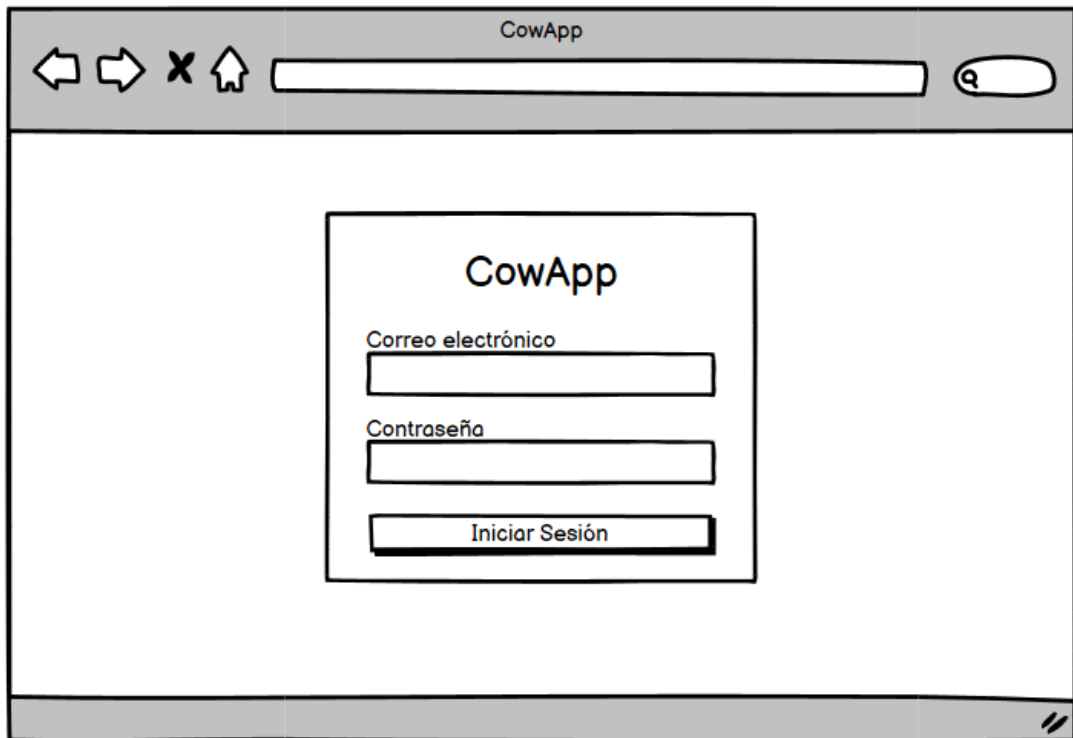 CowApp
CowApp
Correo electrónico
Contraseña
Iniciar Sesión